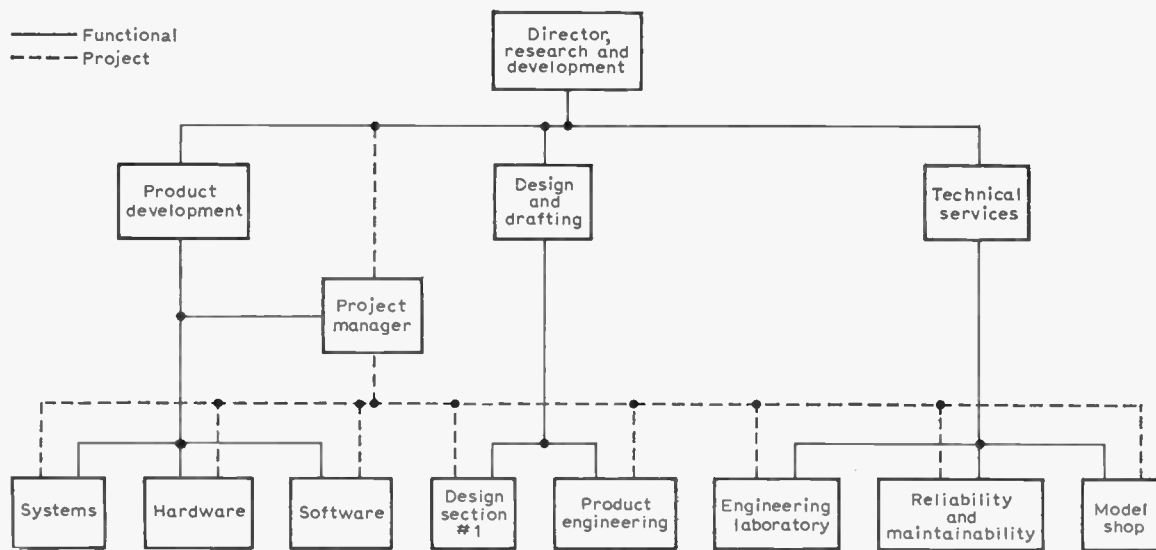 Functional
Project
Director,
research and
development
Product
development
Design
and
drafting
Technical
services
Project
manager
Systems
Hardware
Software
Design
section
#1
Product
engineering
Engineering
laboratory
Reliability
and
maintainability
Model
shop